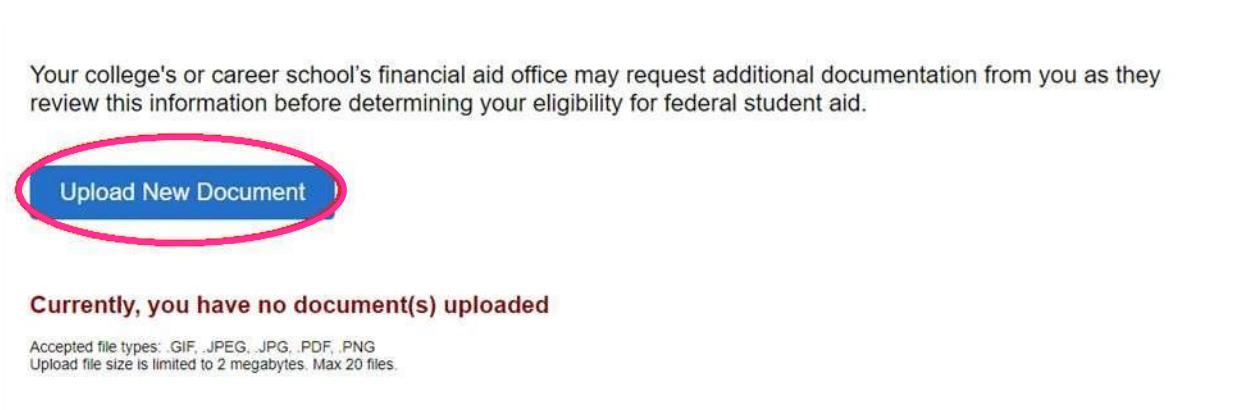 Your college's or career school’s financial aid office may request additional documentation from you as they
review this information before determining your eligibility for federal student aid.
Upload New Document
Currently, you have no document(s) uploaded
Accepted file types: .GIF, .JPEG, .JPG, .PDF, .PNG
Upload file size is limited to 2 megabytes. Max 20 files.